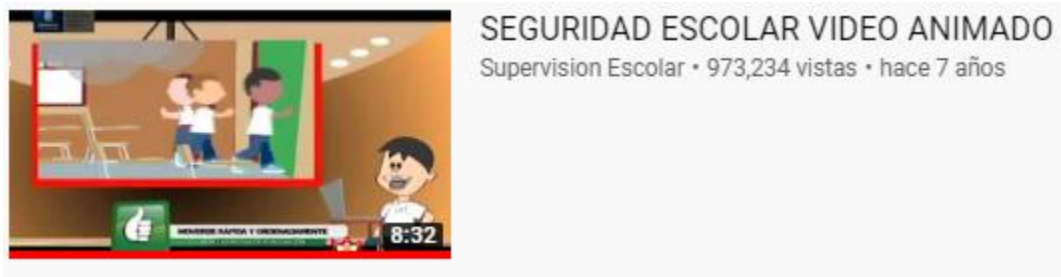 SEGURIDAD ESCOLAR VIDEO ANIMADO
Supervision Escolar • 973,234 vistas • hace 7 años
MOVERSE RÁPIDA Y ORDENADAMENTE
8:32